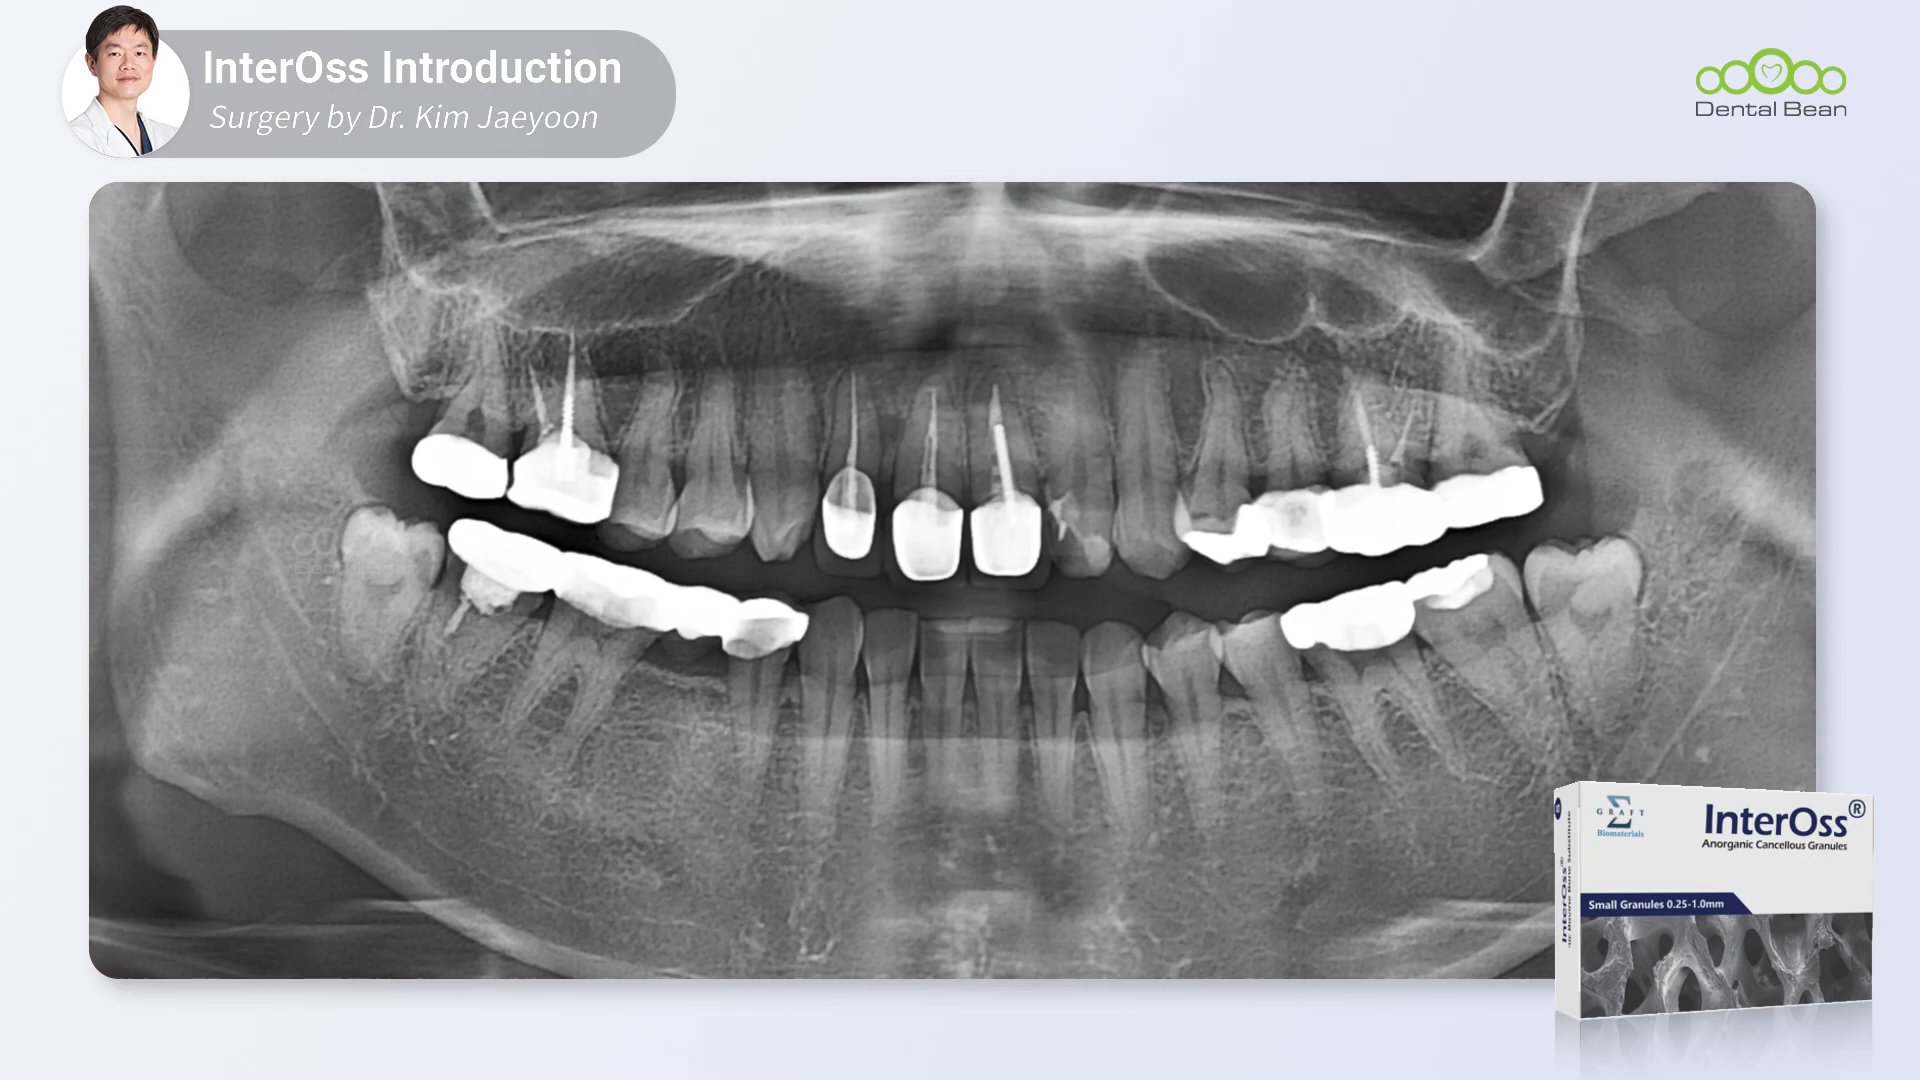 InterOss Introduction
Surgery by Dr. Kim Jaeyoon
Dental Bean
GRAFT
Biomaterials
InterOss®
Anorganic Cancellous Granules
Small Granules 0.25-1.0mm
InterOss®